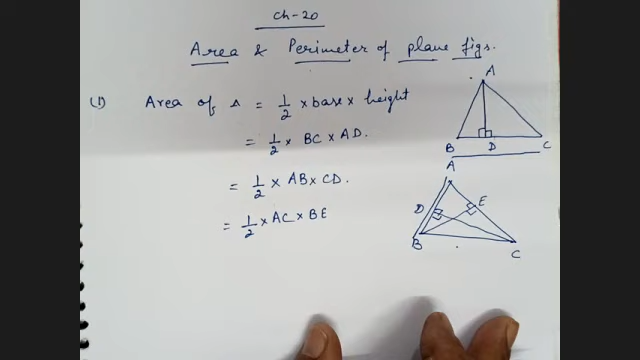 Ch-20
Area & Perimeter of plane figs.
(1) Area of Δ = 1/2 × base × height
= 1/2 × BC × AD.
= 1/2 × AB × CD.
= 1/2 × AC × BE
A
B D C
A
D E
B
C